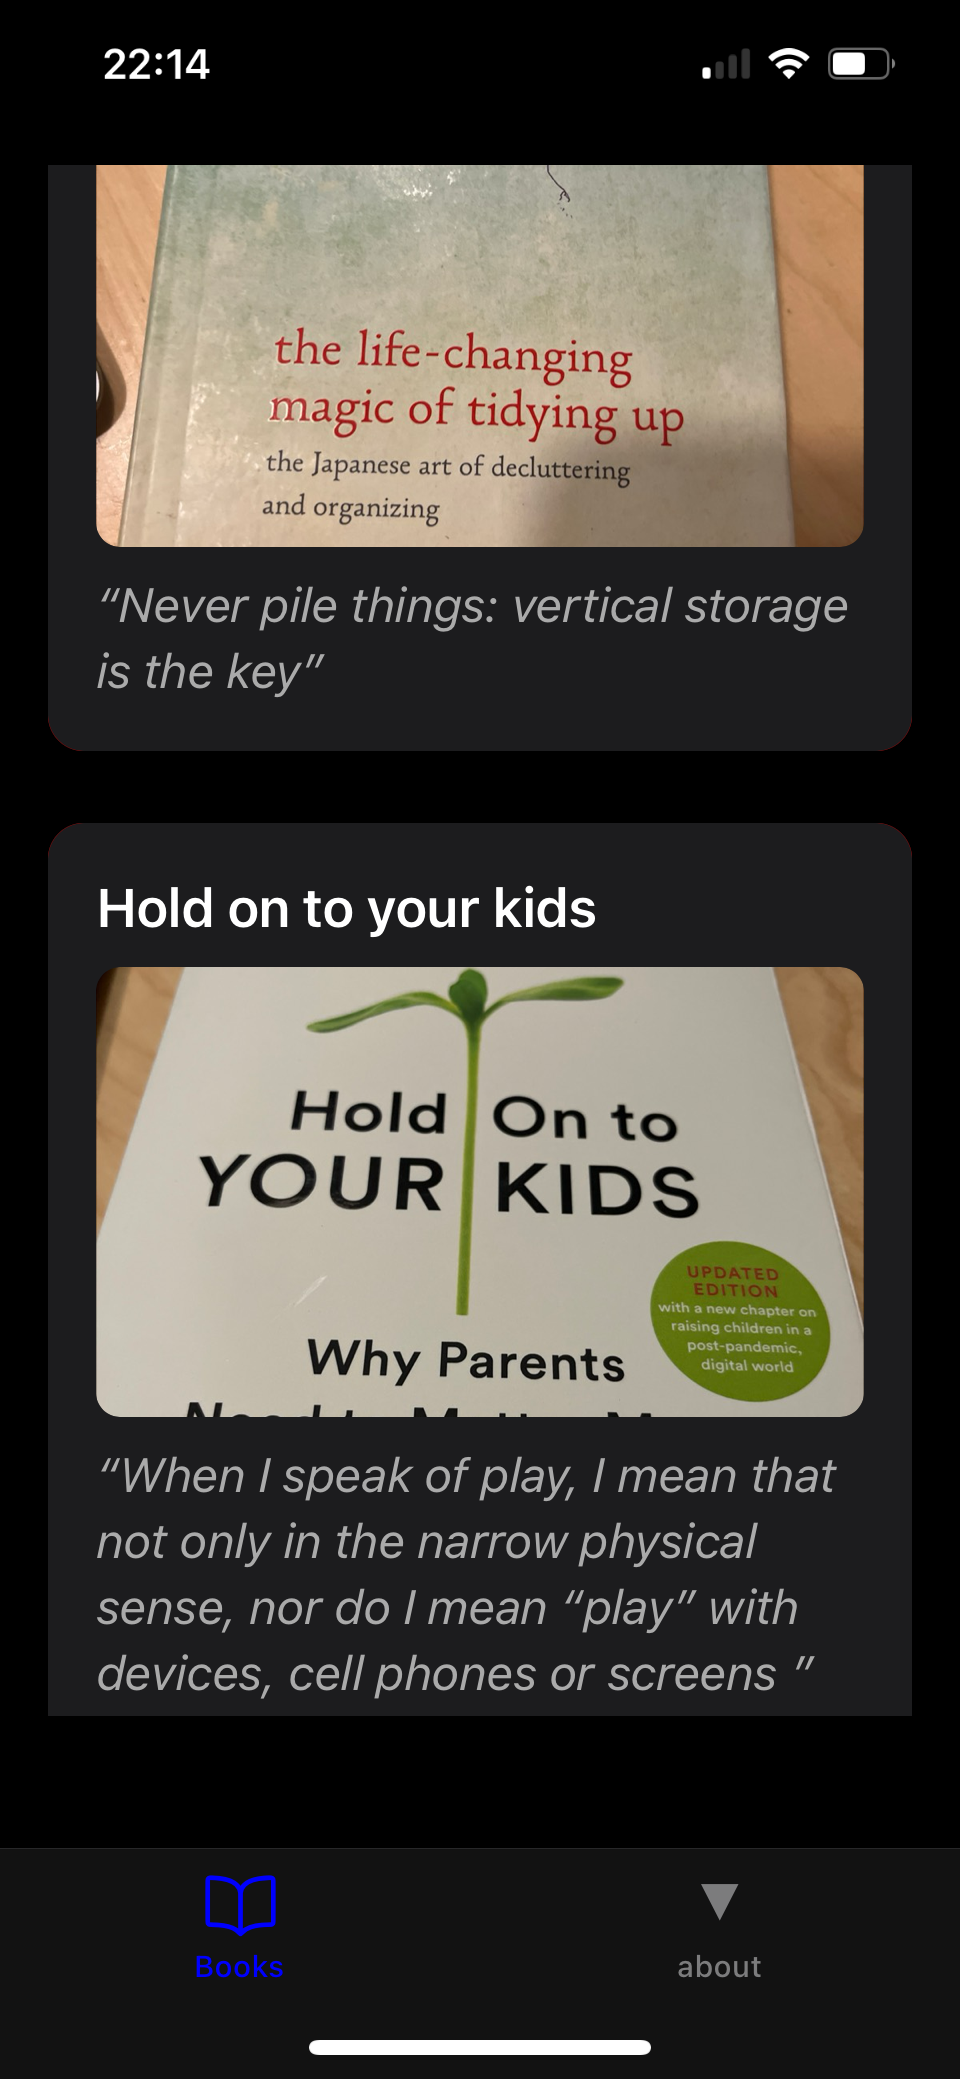 22:14
the life-changing
magic of tidying up
the Japanese art of decluttering
and organizing
“Never pile things: vertical storage
is the key”
Hold on to your kids
Hold On to
YOUR KIDS
UPDATED
EDITION
with a new chapter on
raising children in a
post-pandemic,
digital world
Why Parents
“When I speak of play, I mean that
not only in the narrow physical
sense, nor do I mean “play” with
devices, cell phones or screens ”
Books
about